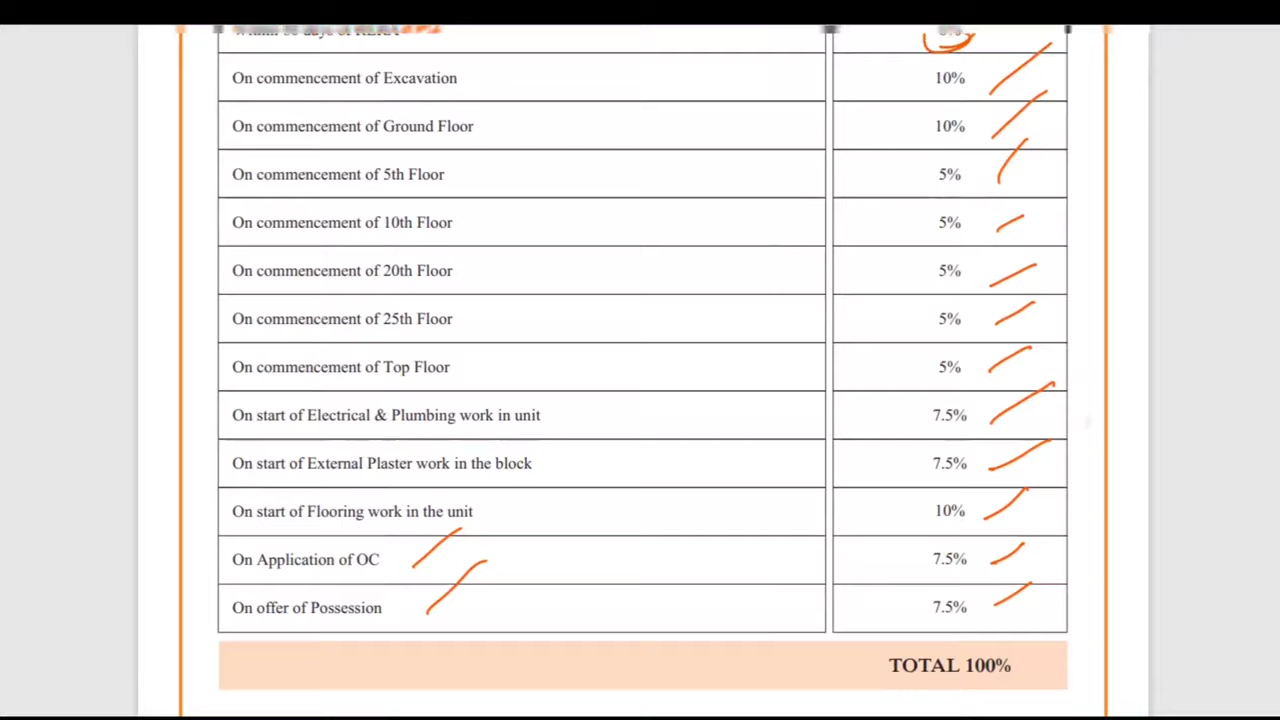 On commencement of Excavation 10%
On commencement of Ground Floor 10%
On commencement of 5th Floor 5%
On commencement of 10th Floor 5%
On commencement of 20th Floor 5%
On commencement of 25th Floor 5%
On commencement of Top Floor 5%
On start of Electrical & Plumbing work in unit 7.5%
On start of External Plaster work in the block 7.5%
On start of Flooring work in the unit 10%
On Application of OC 7.5%
On offer of Possession 7.5%
TOTAL 100%